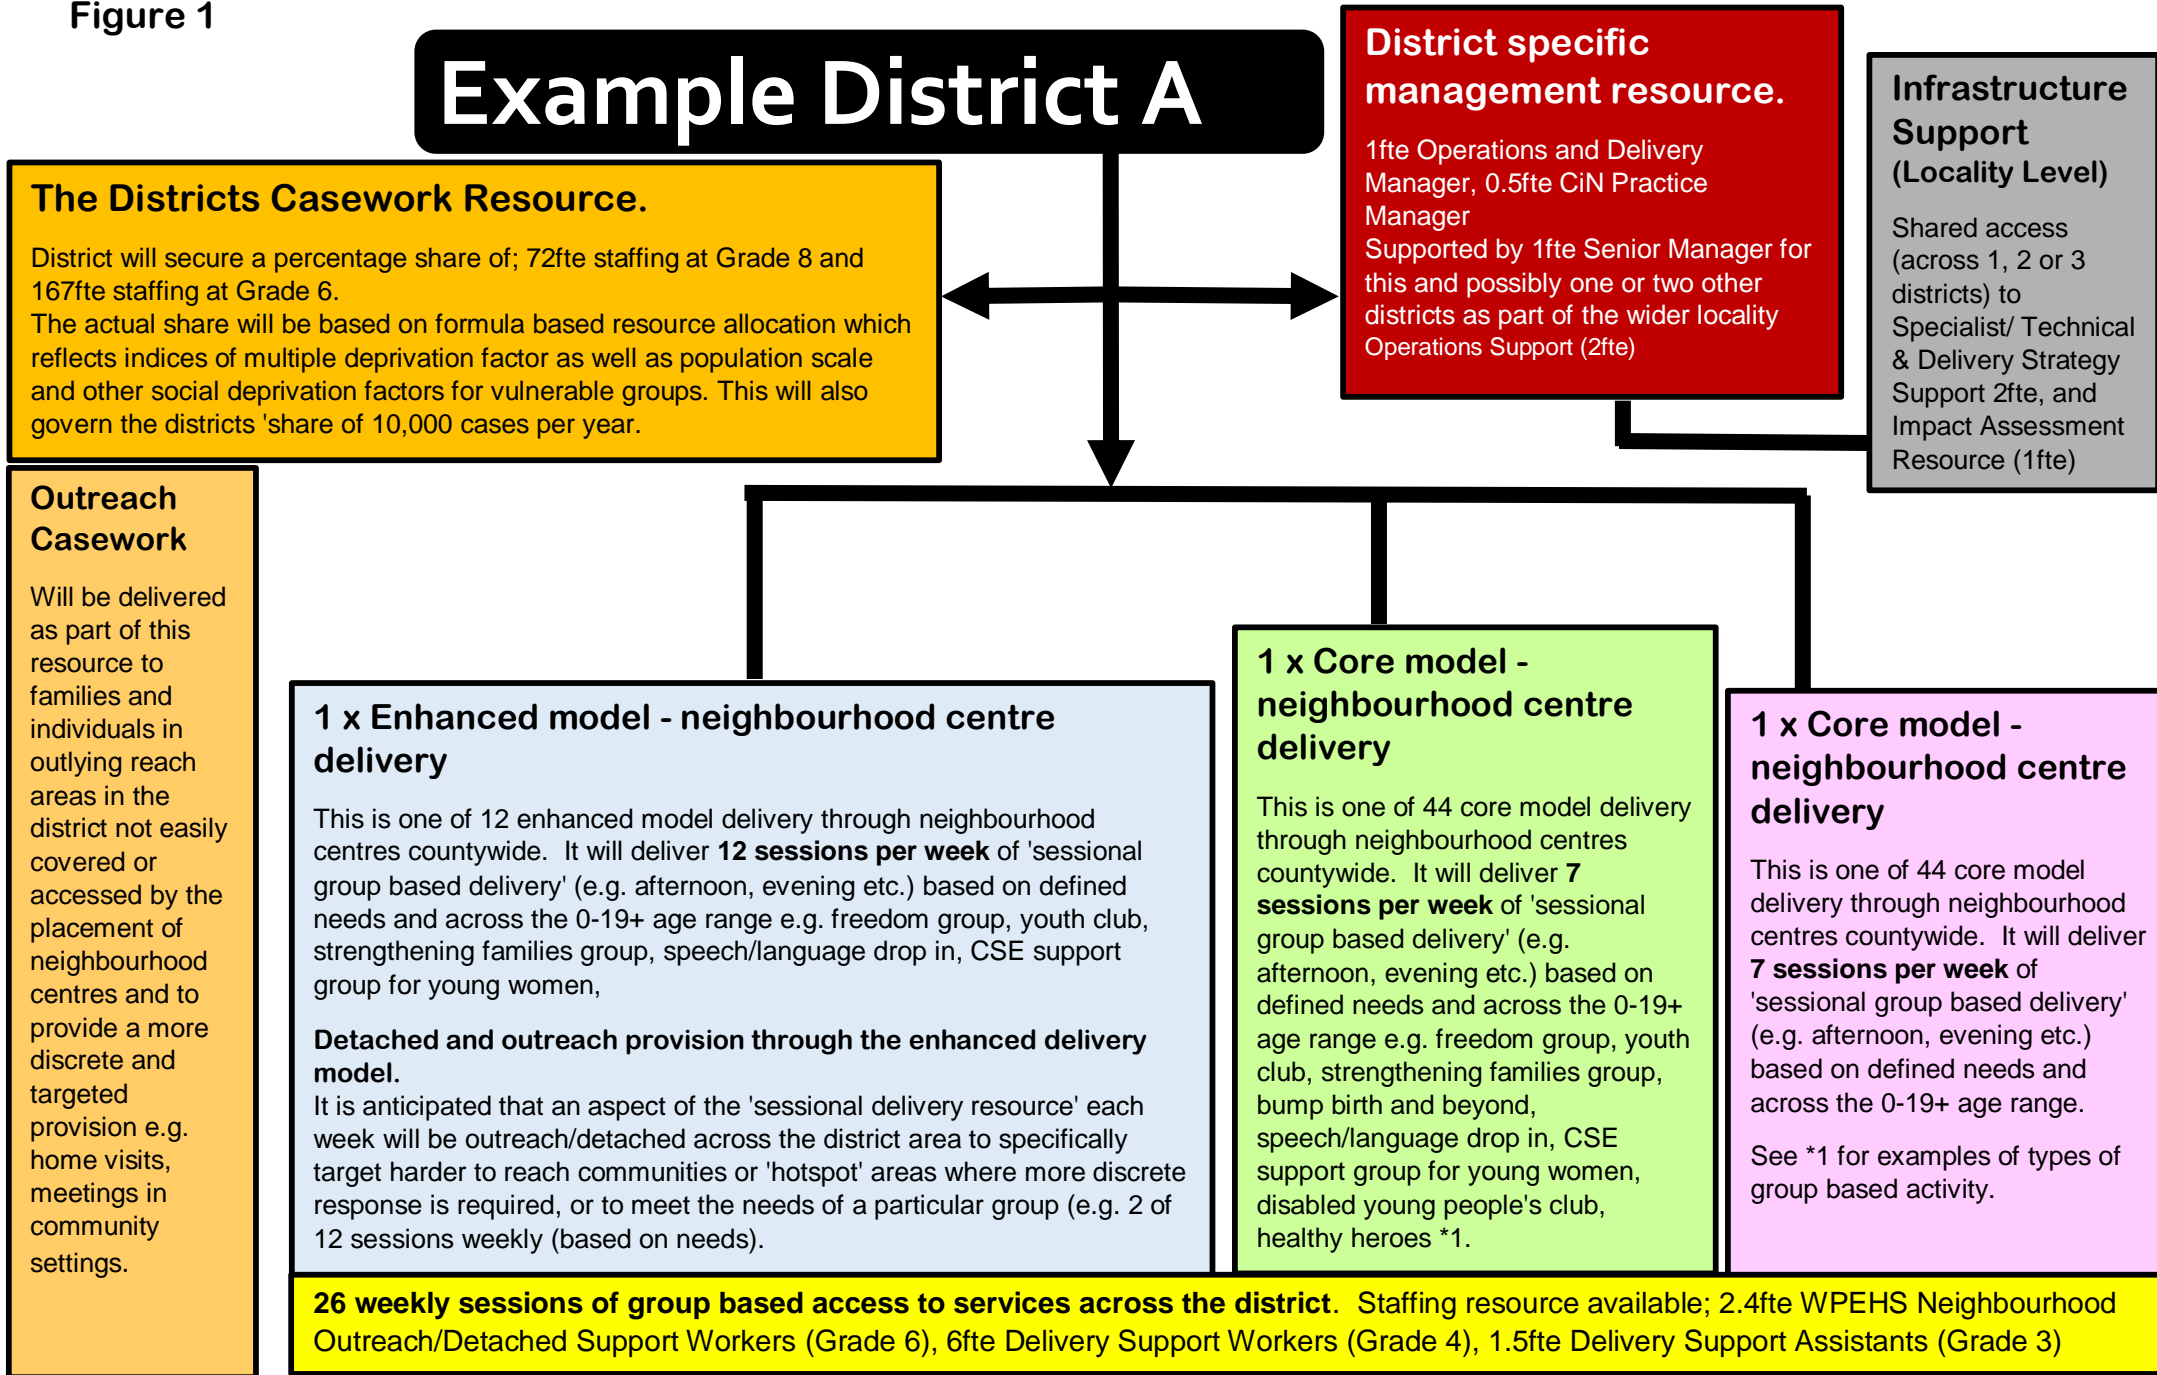 Figure 1
Example District A
District specific
management resource.
1fte Operations and Delivery
Manager, 0.5fte CiN Practice
Manager
Supported by 1fte Senior Manager for
this and possibly one or two other
districts as part of the wider locality
Operations Support (2fte)
Infrastructure
Support
(Locality Level)
Shared access
(across 1, 2 or 3
districts) to
Specialist/ Technical
& Delivery Strategy
Support 2fte, and
Impact Assessment
Resource (1fte)
The Districts Casework Resource.
District will secure a percentage share of; 72fte staffing at Grade 8 and
167fte staffing at Grade 6.
The actual share will be based on formula based resource allocation which
reflects indices of multiple deprivation factor as well as population scale
and other social deprivation factors for vulnerable groups. This will also
govern the districts 'share of 10,000 cases per year.
Outreach
Casework
Will be delivered
as part of this
resource to
families and
individuals in
outlying reach
areas in the
district not easily
covered or
accessed by the
placement of
neighbourhood
centres and to
provide a more
discrete and
targeted
provision e.g.
home visits,
meetings in
community
settings.
1 x Enhanced model - neighbourhood centre
delivery
This is one of 12 enhanced model delivery through neighbourhood
centres countywide.  It will deliver 12 sessions per week of 'sessional
group based delivery' (e.g. afternoon, evening etc.) based on defined
needs and across the 0-19+ age range e.g. freedom group, youth club,
strengthening families group, speech/language drop in, CSE support
group for young women,
Detached and outreach provision through the enhanced delivery
model.
It is anticipated that an aspect of the 'sessional delivery resource' each
week will be outreach/detached across the district area to specifically
target harder to reach communities or 'hotspot' areas where more discrete
response is required, or to meet the needs of a particular group (e.g. 2 of
12 sessions weekly (based on needs).
1 x Core model -
neighbourhood centre
delivery
This is one of 44 core model delivery
through neighbourhood centres
countywide.  It will deliver 7
sessions per week of 'sessional
group based delivery' (e.g.
afternoon, evening etc.) based on
defined needs and across the 0-19+
age range e.g. freedom group, youth
club, strengthening families group,
bump birth and beyond,
speech/language drop in, CSE
support group for young women,
disabled young people's club,
healthy heroes *1.
1 x Core model -
neighbourhood centre
delivery
This is one of 44 core model
delivery through neighbourhood
centres countywide.  It will deliver
7 sessions per week of
'sessional group based delivery'
(e.g. afternoon, evening etc.)
based on defined needs and
across the 0-19+ age range.
See *1 for examples of types of
group based activity.
26 weekly sessions of group based access to services across the district.  Staffing resource available; 2.4fte WPEHS Neighbourhood
Outreach/Detached Support Workers (Grade 6), 6fte Delivery Support Workers (Grade 4), 1.5fte Delivery Support Assistants (Grade 3)